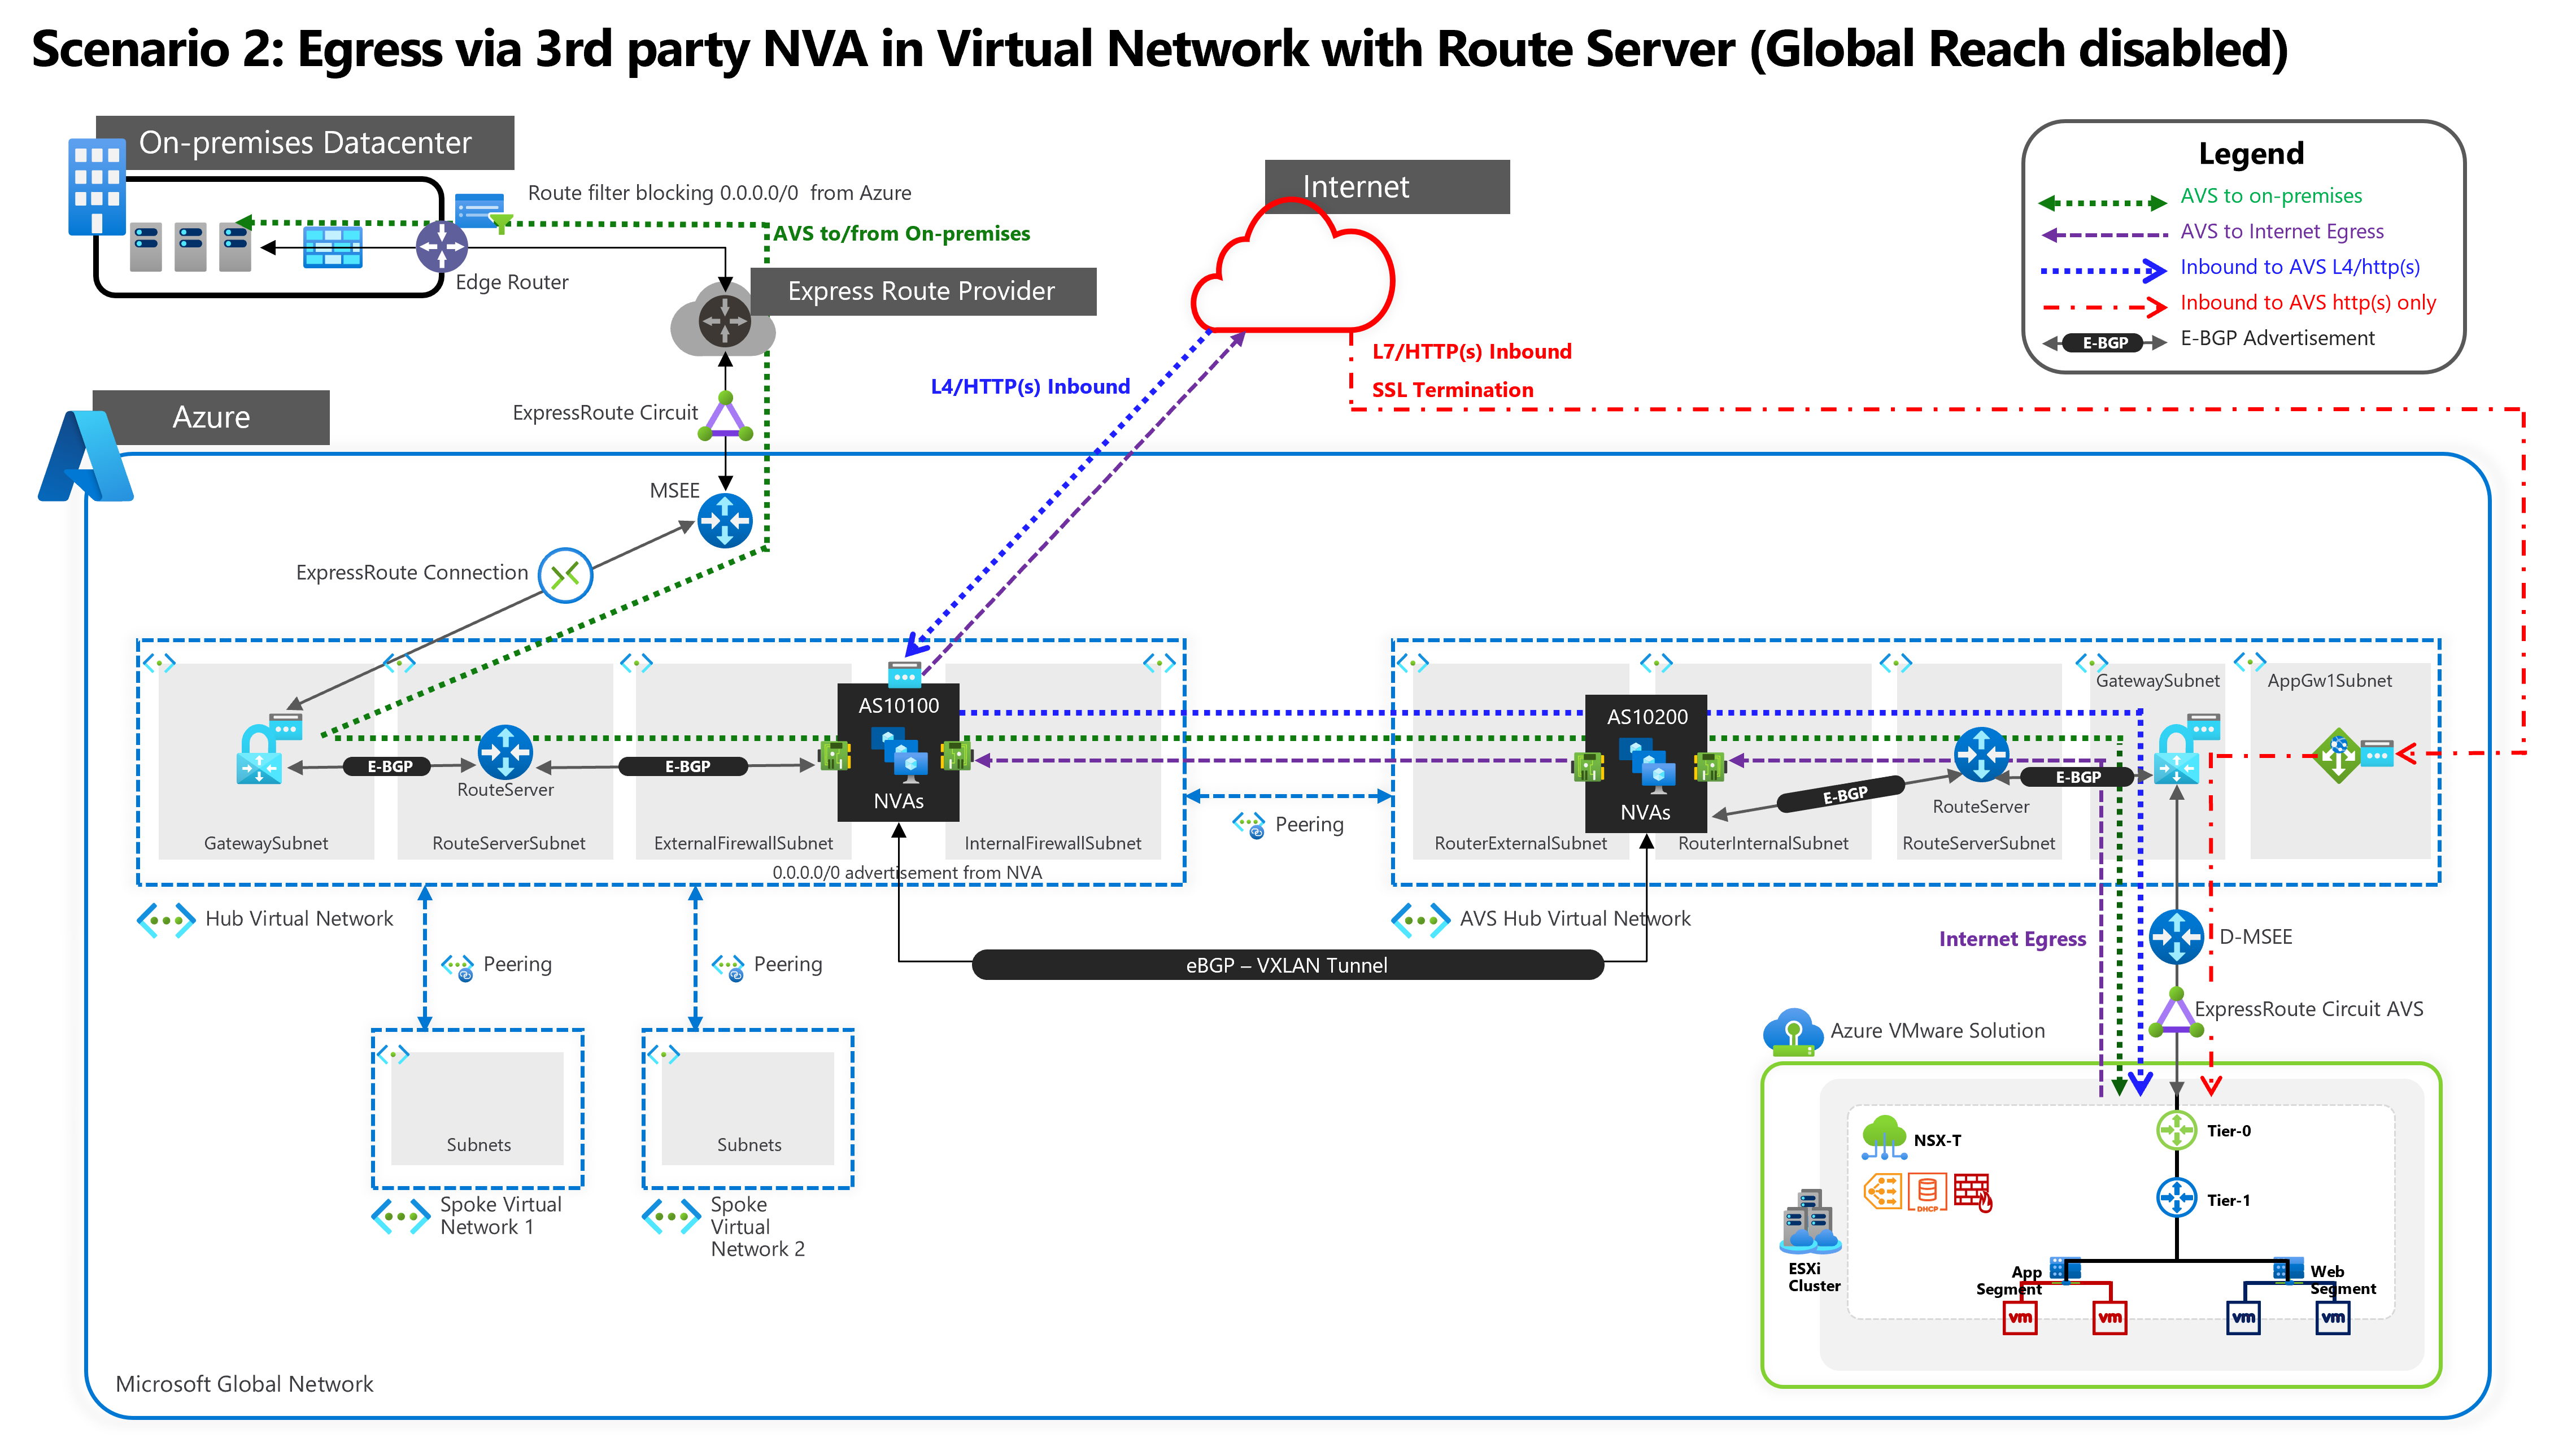 Scenario 2: Egress via 3rd party NVA in Virtual Network with Route Server (Global Reach disabled)
On-premises Datacenter
Route filter blocking 0.0.0.0/0  from Azure
AVS to/from On-premises
Edge Router
Express Route Provider
Internet
Legend
AVS to on-premises
AVS to Internet Egress
Inbound to AVS L4/http(s)
Inbound to AVS http(s) only
E-BGP
E-BGP Advertisement
L7/HTTP(s) Inbound
SSL Termination
L4/HTTP(s) Inbound
Azure
ExpressRoute Circuit
MSEE
ExpressRoute Connection
AS10100
NVAs
E-BGP
E-BGP
RouteServer
GatewaySubnet
RouteServerSubnet
ExternalFirewallSubnet
InternalFirewallSubnet
0.0.0.0/0 advertisement from NVA
Hub Virtual Network
Peering
AS10200
NVAs
GatewaySubnet
AppGw1Subnet
E-BGP
E-BGP
RouteServer
RouterExternalSubnet
RouterInternalSubnet
RouteServerSubnet
AVS Hub Virtual Network
eBGP – VXLAN Tunnel
Internet Egress
D-MSEE
ExpressRoute Circuit AVS
Peering
Peering
Subnets
Subnets
Spoke Virtual
Network 1
Spoke
Virtual
Network 2
Azure VMware Solution
NSX-T
DHCP
ESXi
Cluster
Tier-0
Tier-1
App
Segment
Web
Segment
vm
vm
vm
vm
Microsoft Global Network